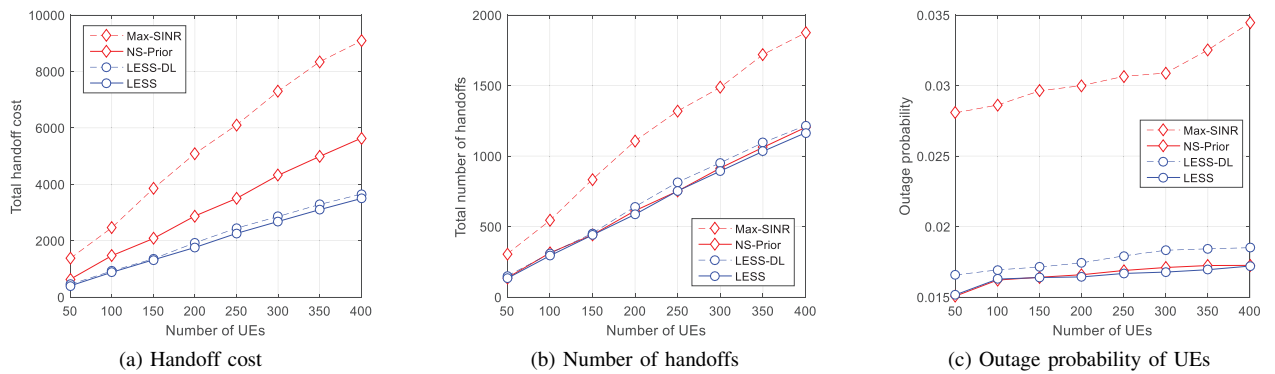 10000
8000
6000
4000
2000
0
Total handoff cost
Max-SINR
NS-Prior
LESS-DL
LESS
50 100 150 200 250 300 350 400
Number of UEs
(a) Handoff cost
2000
1500
1000
500
0
Total number of handoffs
Max-SINR
NS-Prior
LESS-DL
LESS
50 100 150 200 250 300 350 400
Number of UEs
(b) Number of handoffs
0.035
0.03
0.025
0.02
0.015
Outage probability
Max-SINR
NS-Prior
LESS-DL
LESS
50 100 150 200 250 300 350 400
Number of UEs
(c) Outage probability of UEs